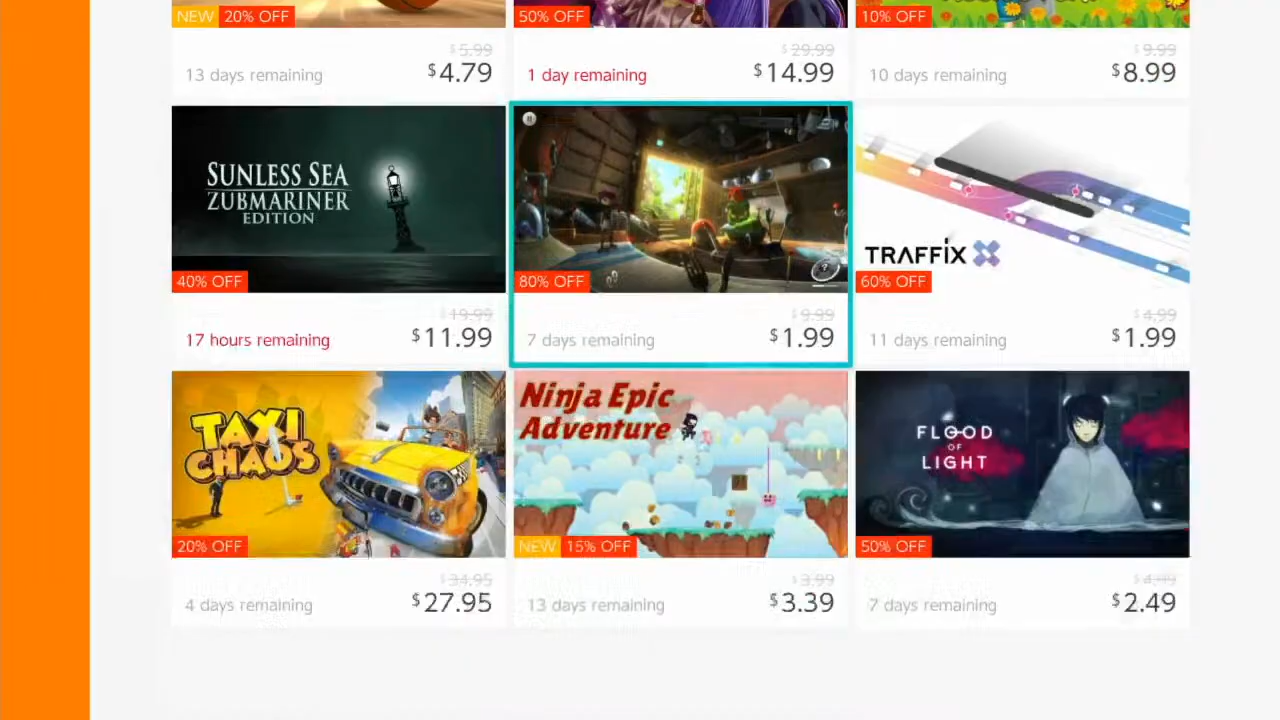 NEW 20% OFF
50% OFF
10% OFF
$5.99
13 days remaining
$4.79
$29.99
1 day remaining
$14.99
$9.99
10 days remaining
$8.99
SUNLESS SEA
ZUBMARINER
EDITION
40% OFF
$19.99
17 hours remaining
$11.99
80% OFF
$9.99
7 days remaining
$1.99
TRAFFIX
60% OFF
$4.99
11 days remaining
$1.99
TAXI
CHAOS
20% OFF
$34.95
4 days remaining
$27.95
Ninja Epic
Adventure
NEW 15% OFF
$3.99
13 days remaining
$3.39
FLOOD
OF
LIGHT
50% OFF
$4.99
7 days remaining
$2.49